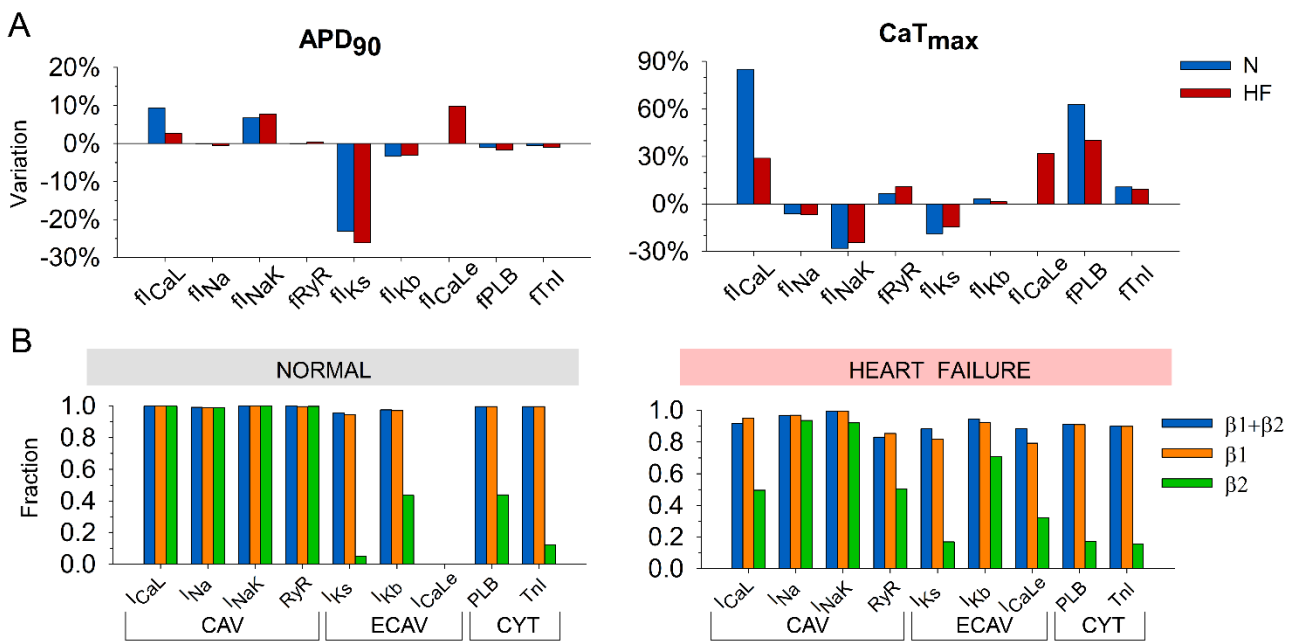 A
APD90
CaTmax
N
HF
Variation
20%
10%
0%
-10%
-20%
-30%
90%
60%
30%
0%
-30%
fICaL
fINa
fINaK
fRyR
fIKs
fIKb
fICaLe
fPLB
fTnI
fICaL
fINa
fINaK
fRyR
fIKs
fIKb
fICaLe
fPLB
fTnI
B
NORMAL
HEART FAILURE
Fraction
1.0
0.8
0.6
0.4
0.2
0.0
1.0
0.8
0.6
0.4
0.2
0.0
β1+β2
β1
β2
ICaL
INa
INaK
RyR
IKs
IKb
ICaLe
PLB
TnI
ICaL
INa
INaK
RyR
IKs
IKb
ICaLe
PLB
TnI
CAV
ECAV
CYT
CAV
ECAV
CYT